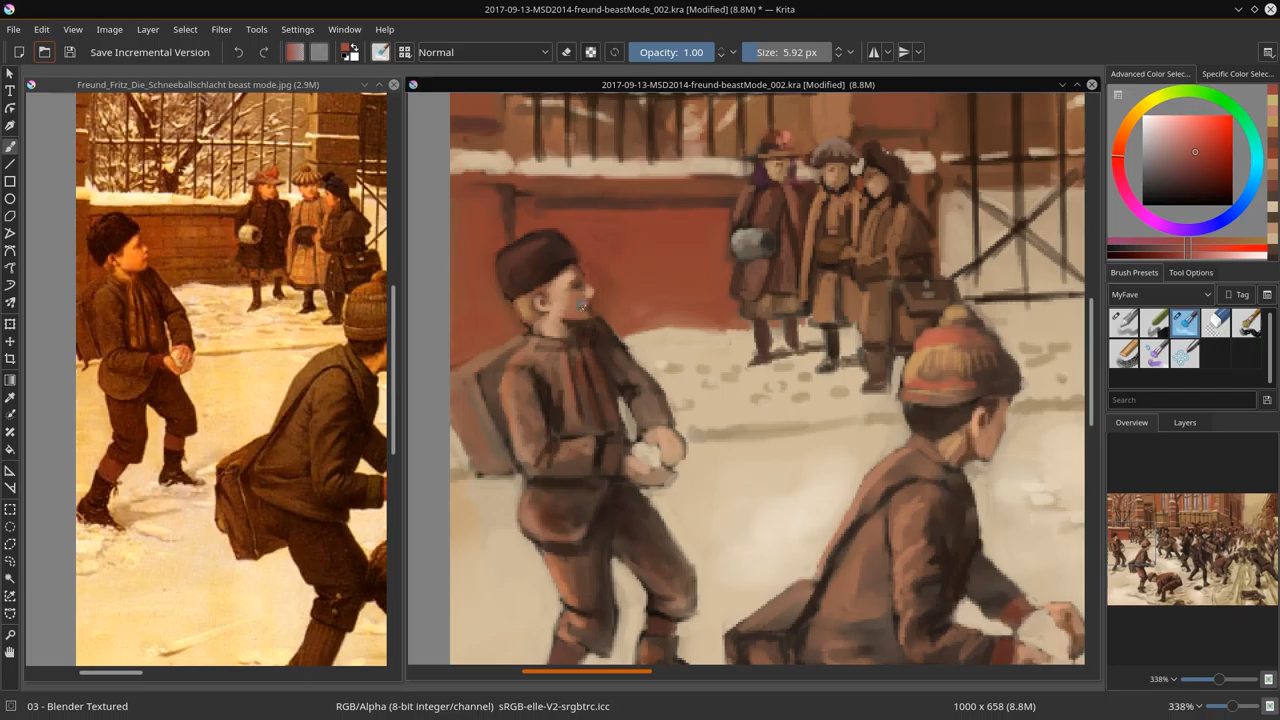 2017-09-13-MSD2014-freund-beastMode_002.kra [Modified] (8.8M) * — Krita
File Edit View Image Layer Select Filter Tools Settings Window Help
Save Incremental Version Normal Opacity: 1.00 Size: 5.92 px
Freund_Fritz_Die_Schneeballschlacht beast mode.jpg (2.9M)
2017-09-13-MSD2014-freund-beastMode_002.kra [Modified] (8.8M)
Advanced Color Selec... Specific Color Selec...
Brush Presets Tool Options
MyFave Tag
Search
Overview Layers
338%
03 - Blender Textured RGB/Alpha (8-bit integer/channel) sRGB-elle-V2-srgbtrc.icc 1000 x 658 (8.8M) 338%